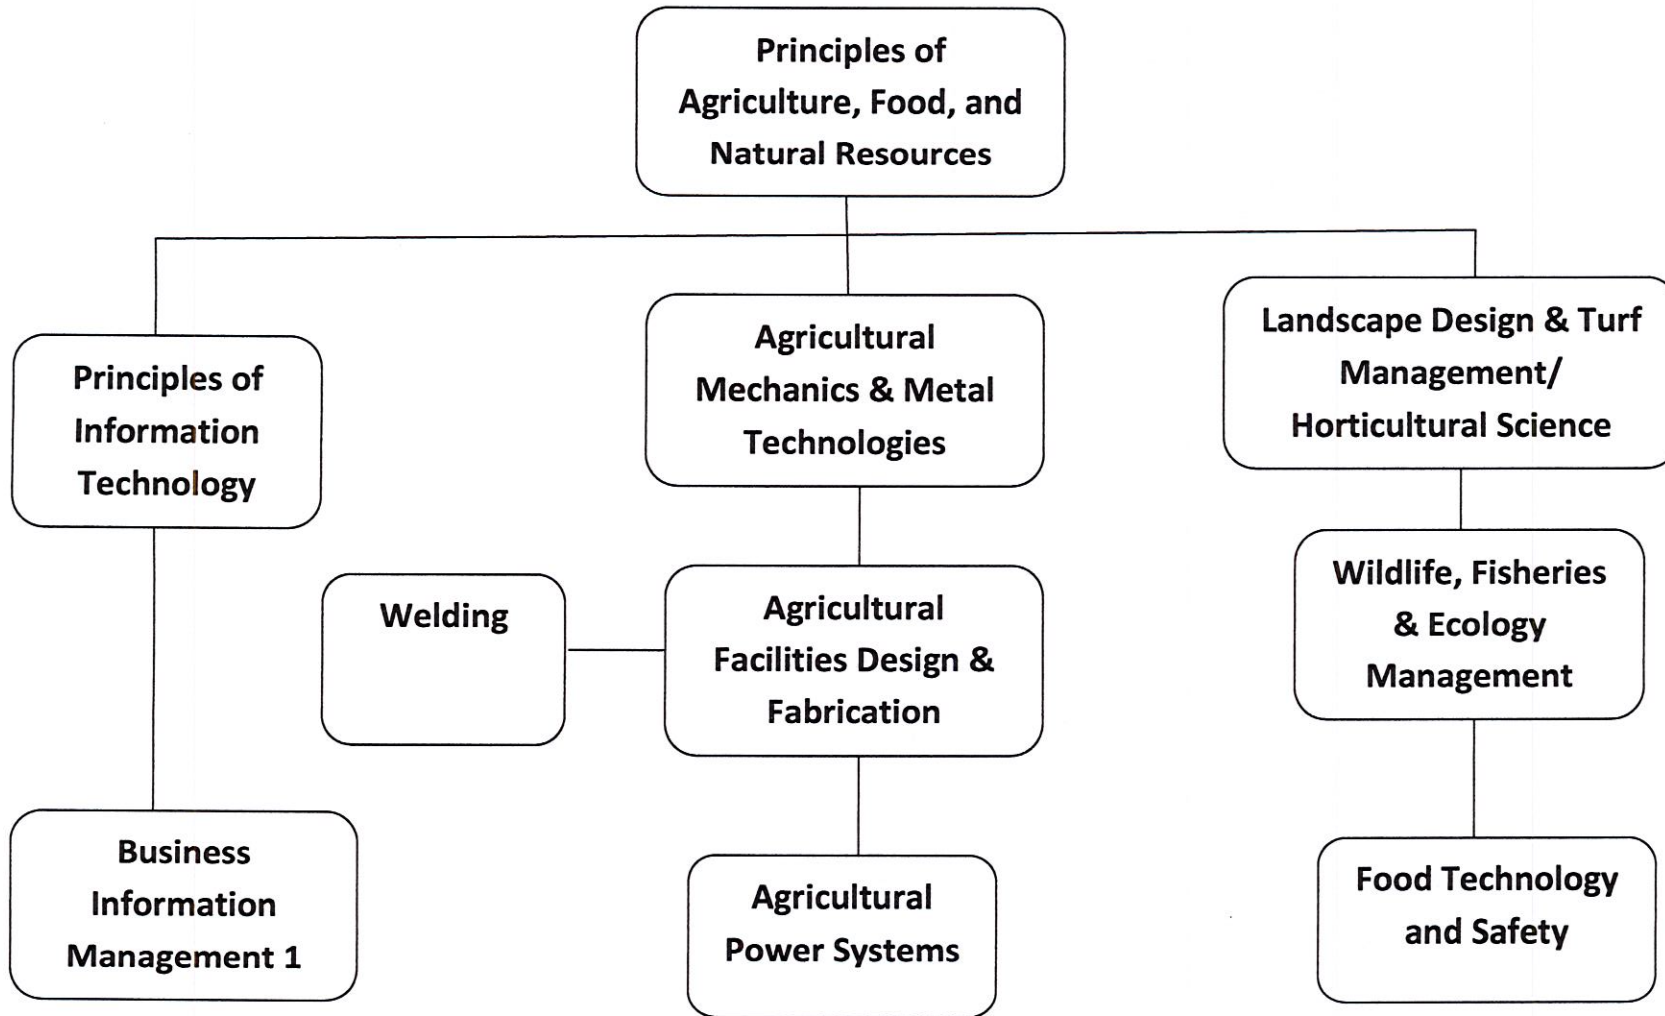 Principles of
Agriculture, Food, and
Natural Resources
Principles of
Information
Technology
Agricultural
Mechanics & Metal
Technologies
Landscape Design & Turf
Management/
Horticultural Science
Welding
Agricultural
Facilities Design &
Fabrication
Wildlife, Fisheries
& Ecology
Management
Business
Information
Management 1
Agricultural
Power Systems
Food Technology
and Safety